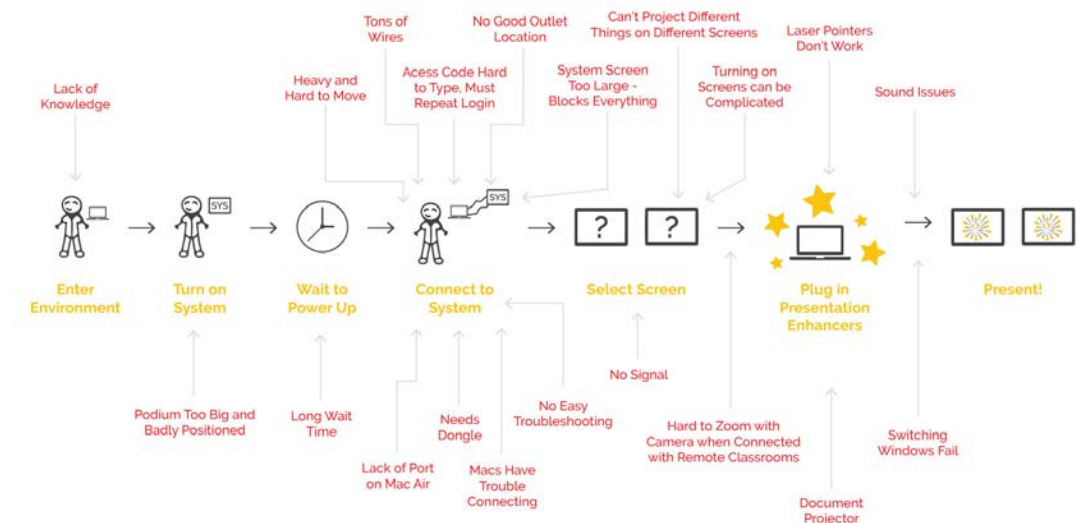 Tons of
Wires
No Good Outlet
Location
Can't Project Different
Things on Different Screens
Laser Pointers
Don't Work
Lack of
Knowledge
Heavy and
Hard to Move
Acess Code Hard
to Type, Must
Repeat Login
System Screen
Too Large -
Blocks Everything
Turning on
Screens can be
Complicated
Sound Issues
SYS
SYS
?
?
Enter
Environment
Turn on
System
Wait to
Power Up
Connect to
System
Select Screen
Plug in
Presentation
Enhancers
Present!
Podium Too Big and
Badly Positioned
Long Wait
Time
Lack of Port
on Mac Air
Needs
Dongle
Macs Have
Trouble
Connecting
No Easy
Troubleshooting
No Signal
Hard to Zoom with
Camera when Connected
with Remote Classrooms
Document
Projector
Switching
Windows Fail